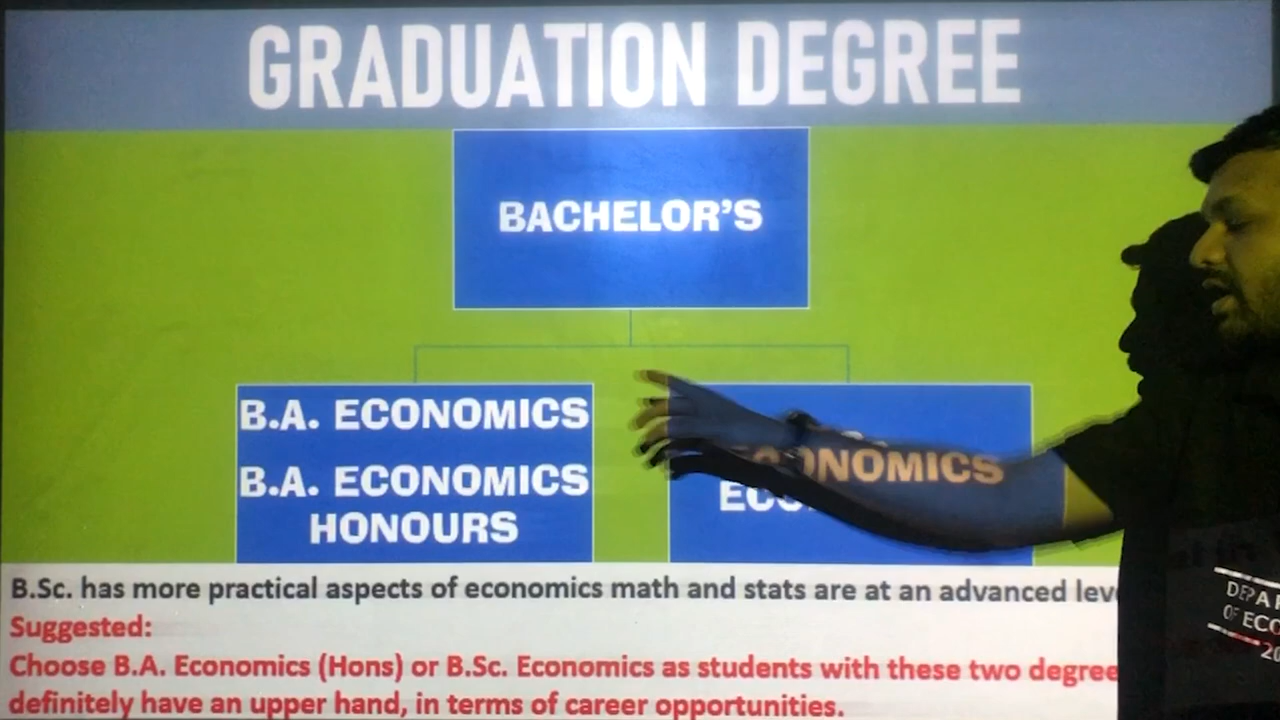 GRADUATION DEGREE
BACHELOR'S
B.A. ECONOMICS
B.A. ECONOMICS
HONOURS
ECONOMICS
B.Sc. has more practical aspects of economics math and stats are at an advanced
Suggested:
Choose B.A. Economics (Hons) or B.Sc. Economics as students with these two degree
definitely have an upper hand, in terms of career opportunities.